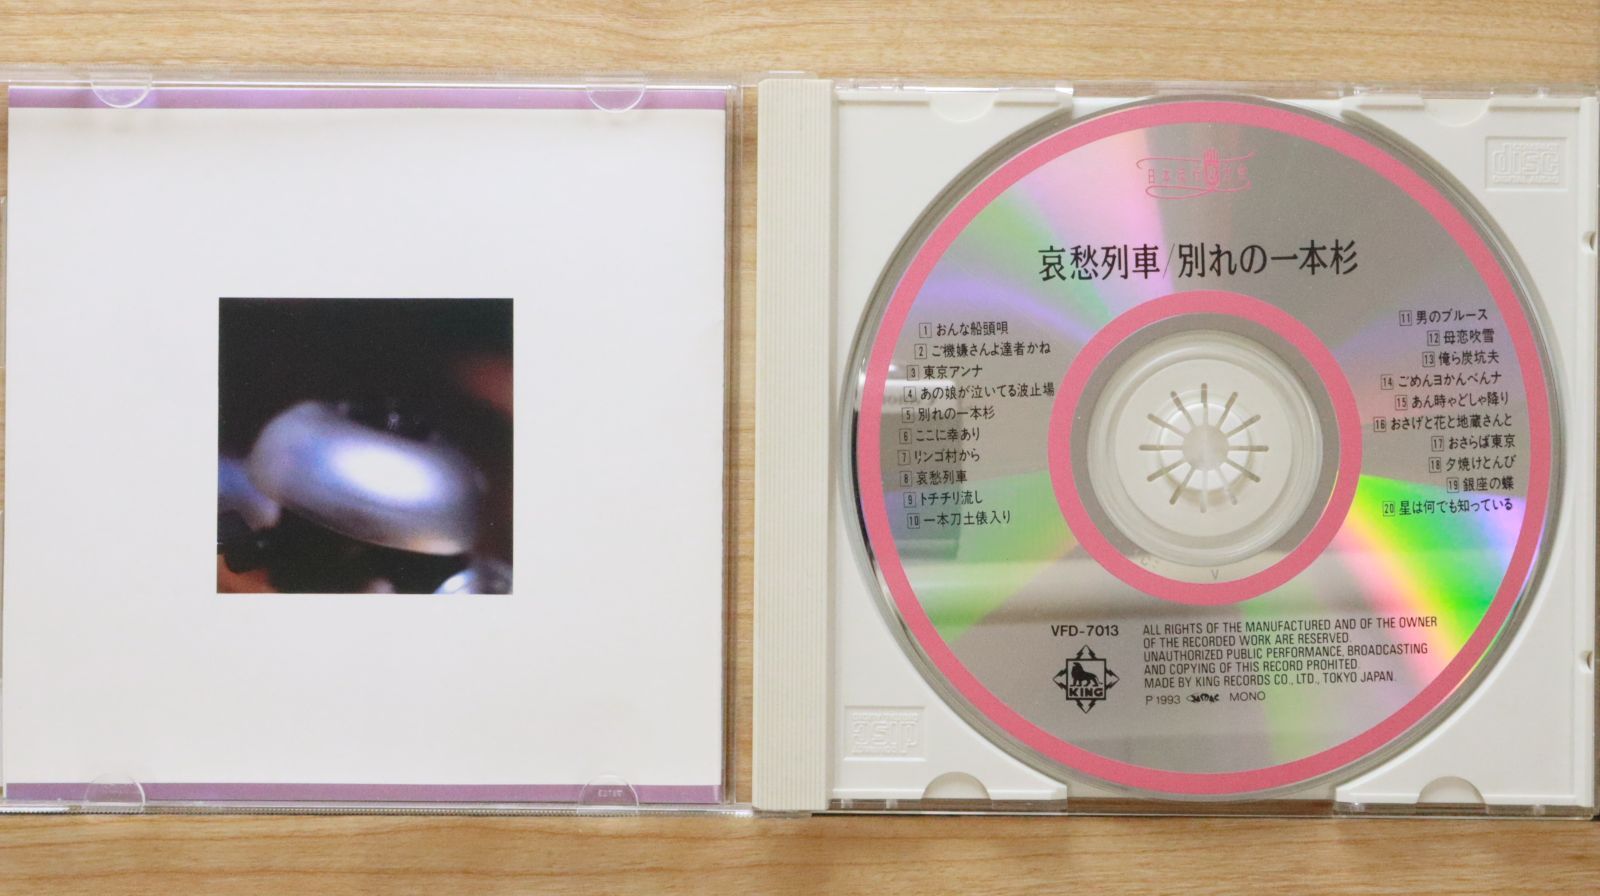 哀愁列車/別れの一本杉
1 おんな船頭唄
2 ご機嫌さんよ達者かね
3 東京アンナ
4 あの娘が泣いてる波止場
5 別れの一本杉
6 ここに幸あり
7 リンゴ村から
8 哀愁列車
9 トチチリ流し
10 一本刀土俵入り
11 男のブルース
12 母恋吹雪
13 俺ら炭坑夫
14 ごめんヨかんべんナ
15 あん時ゃどしゃ降り
16 おさげと花と地蔵さんと
17 おさらば東京
18 夕焼けとんび
19 銀座の蝶
20 星は何でも知っている
VFD-7013
KING
ALL RIGHTS OF THE MANUFACTURED AND OF THE OWNER
OF THE RECORDED WORK ARE RESERVED.
UNAUTHORIZED PUBLIC PERFORMANCE, BROADCASTING
AND COPYING OF THIS RECORD PROHITED.
MADE BY KING RECORDS CO., LTD., TOKYO JAPAN.
P 1993 MONO
disc